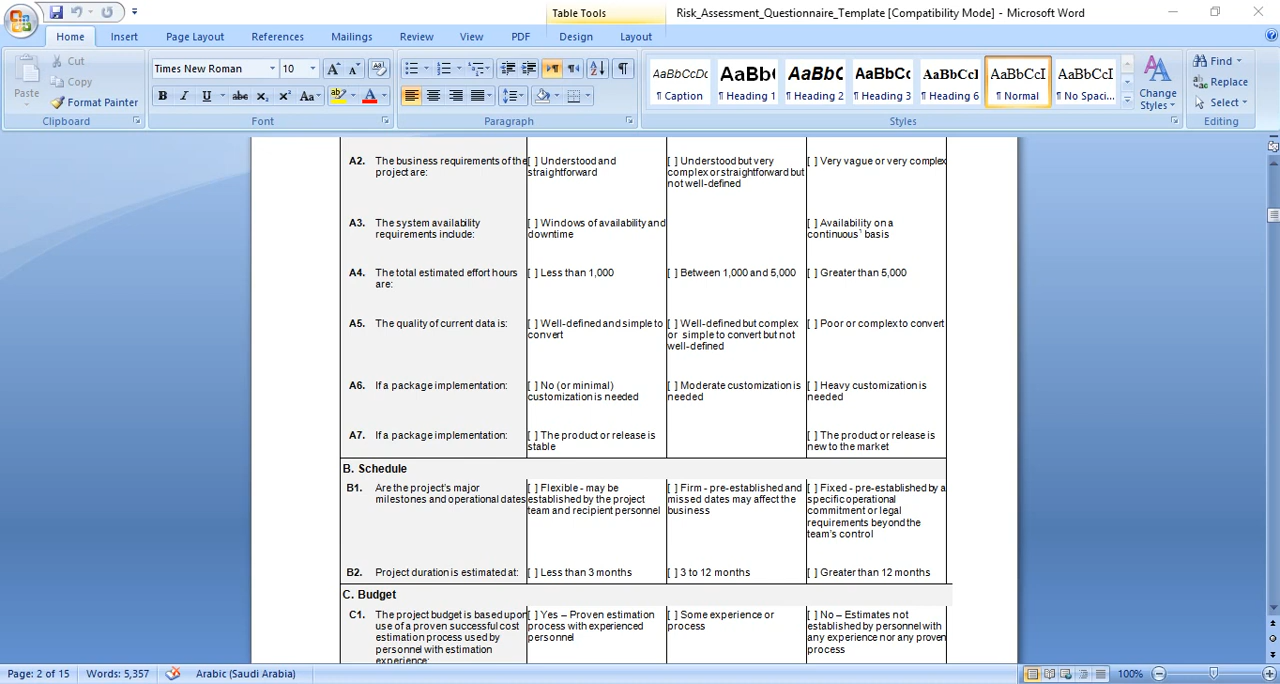 Table Tools
Risk_Assessment_Questionnaire_Template [Compatibility Mode] - Microsoft Word
Home Insert Page Layout References Mailings Review View PDF Design Layout
Paste
Cut
Copy
Format Painter
Clipboard
Times New Roman 10
B I U abc X₂ X² Aa
Font
Paragraph
AaBbCcDc AaBbC AaBbC AaBbCc AaBbCcI AaBbCcI AaBbCcI
¶ Caption Heading 1 Heading 2 Heading 3 ¶ Heading 6 ¶ Normal ¶ No Spaci...
Change
Styles
Styles
Find
Replace
Select
Editing
A2. The business requirements of the
project are:
[ ] Understood and
straightforward
[ ] Understood but very
complex or straightforward but
not well-defined
[ ] Very vague or very complex
A3. The system availability
requirements include:
[ ] Windows of availability and
downtime
[ ] Availability on a
continuous¹ basis
A4. The total estimated effort hours
are:
[ ] Less than 1,000
[ ] Between 1,000 and 5,000
[ ] Greater than 5,000
A5. The quality of current data is:
[ ] Well-defined and simple to
convert
[ ] Well-defined but complex
or simple to convert but not
well-defined
[ ] Poor or complex to convert
A6. If a package implementation:
[ ] No (or minimal)
customization is needed
[ ] Moderate customization is
needed
[ ] Heavy customization is
needed
A7. If a package implementation:
[ ] The product or release is
stable
[ ] The product or release is
new to the market
B. Schedule
B1. Are the project's major
milestones and operational dates
[ ] Flexible - may be
established by the project
team and recipient personnel
[ ] Firm - pre-established and
missed dates may affect the
business
[ ] Fixed - pre-established by a
specific operational
commitment or legal
requirements beyond the
team's control
B2. Project duration is estimated at:
[ ] Less than 3 months
[ ] 3 to 12 months
[ ] Greater than 12 months
C. Budget
C1. The project budget is based upon
use of a proven successful cost
estimation process used by
personnel with estimation
experience:
[ ] Yes – Proven estimation
process with experienced
personnel
[ ] Some experience or
process
[ ] No – Estimates not
established by personnel with
any experience nor any proven
process
Page: 2 of 15 Words: 5,357 Arabic (Saudi Arabia) 100%